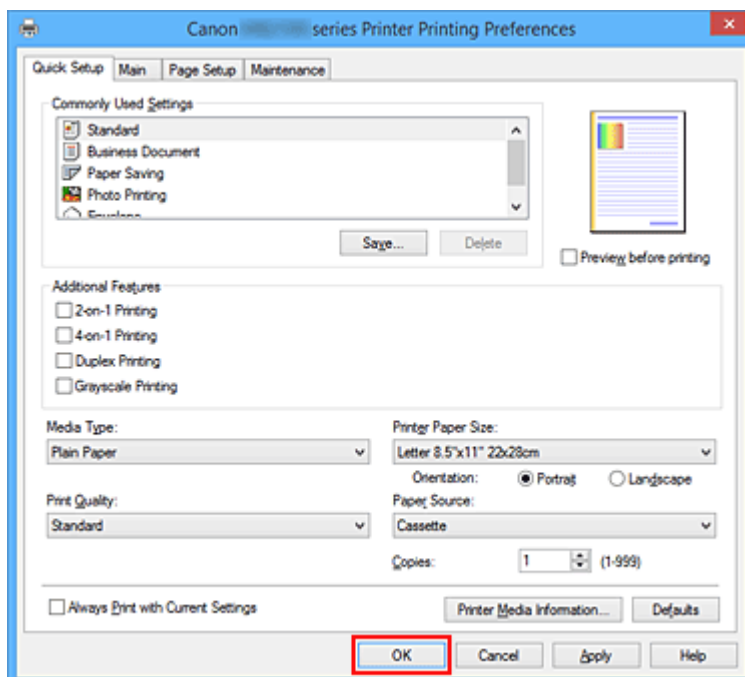 Canon series Printer Printing Preferences
Quick Setup Main Page Setup Maintenance
Commonly Used Settings
Standard
Business Document
Paper Saving
Photo Printing
Save... Delete
Preview before printing
Additional Features
2-on-1 Printing
4-on-1 Printing
Duplex Printing
Grayscale Printing
Media Type:
Plain Paper
Printer Paper Size:
Letter 8.5"x11" 22x28cm
Orientation: Portrait Landscape
Print Quality:
Standard
Paper Source:
Cassette
Copies: 1 (1-999)
Always Print with Current Settings
Printer Media Information... Defaults
OK Cancel Apply Help